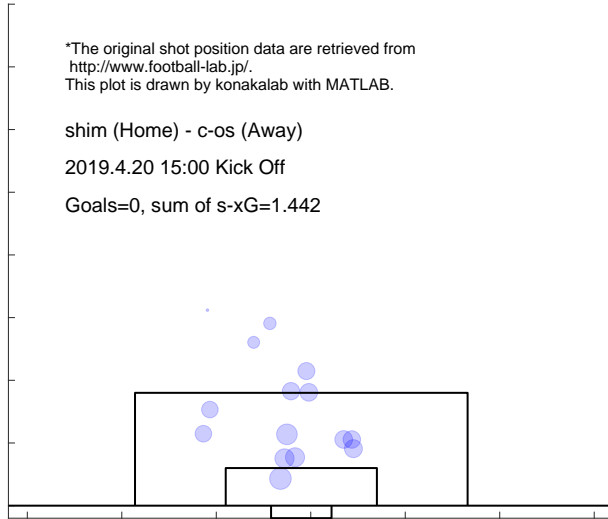 *The original shot position data are retrieved from
http://www.football-lab.jp/.
This plot is drawn by konakalab with MATLAB.
shim (Home) - c-os (Away)
2019.4.20 15:00 Kick Off
Goals=0, sum of s-xG=1.442